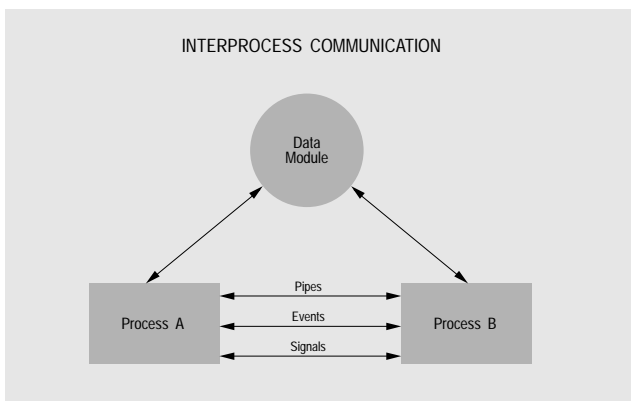 INTERPROCESS COMMUNICATION
Data
Module
Pipes
Process A
Events
Process B
Signals